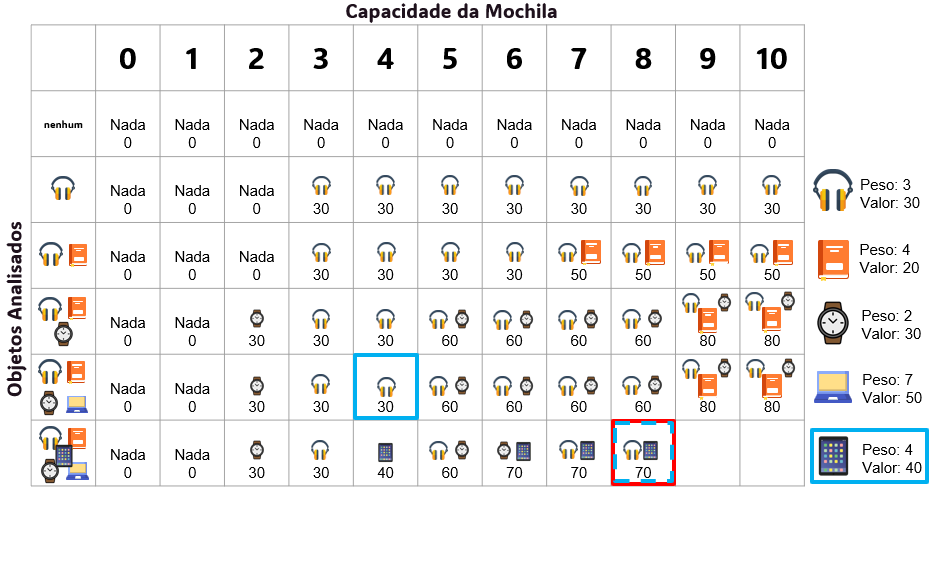 Capacidade da Mochila
0 1 2 3 4 5 6 7 8 9 10
Objetos Analisados
nenhum
Nada Nada Nada Nada Nada Nada Nada Nada Nada Nada Nada
0 0 0 0 0 0 0 0 0 0 0
Nada Nada Nada
0 0 0 30 30 30 30 30 30 30 30
Peso: 3
Valor: 30
Nada Nada Nada
0 0 0 30 30 30 30 50 50 50 50
Peso: 4
Valor: 20
Nada Nada
0 0 30 30 30 60 60 60 60 80 80
Peso: 2
Valor: 30
Nada Nada
0 0 30 30 30 60 60 60 60 80 80
Peso: 7
Valor: 50
Nada Nada
0 0 30 30 40 60 70 70 70
Peso: 4
Valor: 40